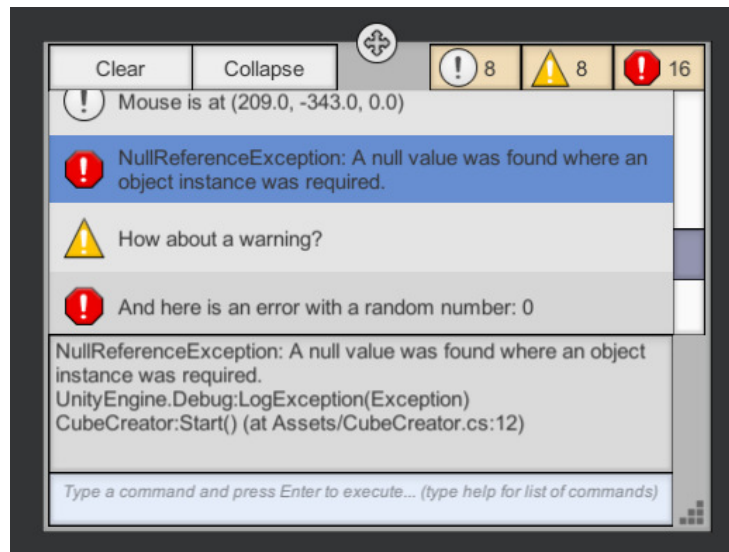 Clear Collapse 8 8 16
Mouse is at (209.0, -343.0, 0.0)
NullReferenceException: A null value was found where an
object instance was required.
How about a warning?
And here is an error with a random number: 0
NullReferenceException: A null value was found where an object
instance was required.
UnityEngine.Debug:LogException(Exception)
CubeCreator:Start() (at Assets/CubeCreator.cs:12)
Type a command and press Enter to execute... (type help for list of commands)